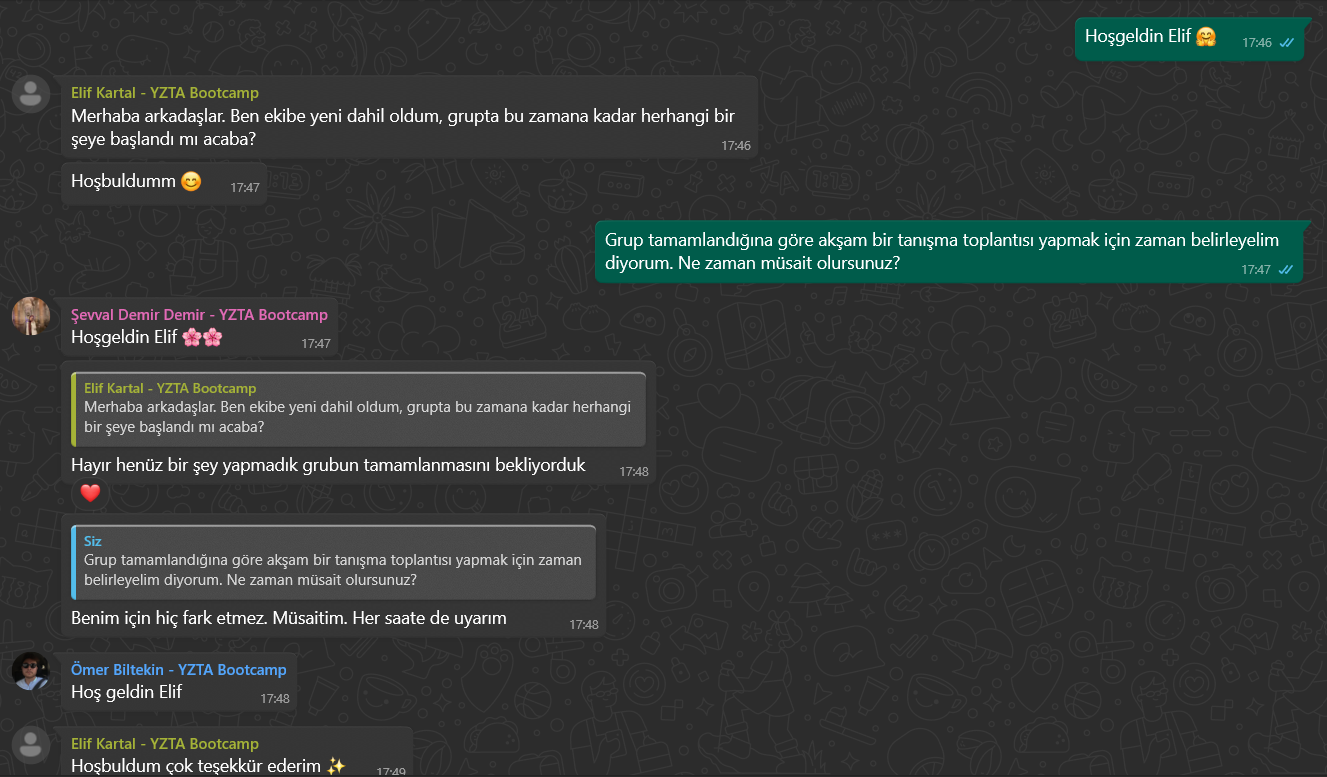 Hoşgeldin Elif 🤗
17:46
Elif Kartal - YZTA Bootcamp
Merhaba arkadaşlar. Ben ekibe yeni dahil oldum, grupta bu zamana kadar herhangi bir
şeye başlandı mı acaba?
17:46
Hoşbuldumm 😊
17:47
Grup tamamlandığına göre akşam bir tanışma toplantısı yapmak için zaman belirleyelim
diyorum. Ne zaman müsait olursunuz?
17:47
Şevval Demir Demir - YZTA Bootcamp
Hoşgeldin Elif 🌸🌸
17:47
Elif Kartal - YZTA Bootcamp
Merhaba arkadaşlar. Ben ekibe yeni dahil oldum, grupta bu zamana kadar herhangi
bir şeye başlandı mı acaba?
Hayır henüz bir şey yapmadık grubun tamamlanmasını bekliyorduk
17:48
❤️
Siz
Grup tamamlandığına göre akşam bir tanışma toplantısı yapmak için zaman
belirleyelim diyorum. Ne zaman müsait olursunuz?
Benim için hiç fark etmez. Müsaitim. Her saate de uyarım
17:48
Ömer Biltekin - YZTA Bootcamp
Hoş geldin Elif
17:48
Elif Kartal - YZTA Bootcamp
Hoşbuldum çok teşekkür ederim ✨
17:49